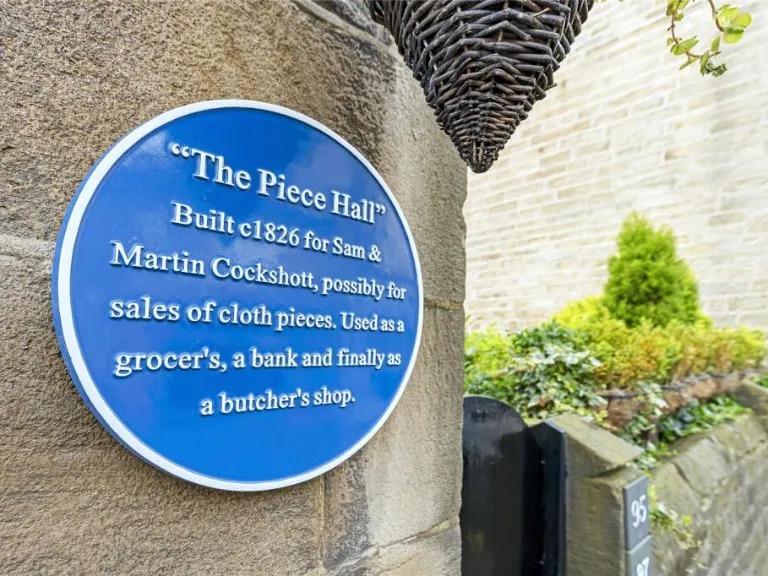 “The Piece Hall”
Built c1826 for Sam &
Martin Cockshott, possibly for
sales of cloth pieces. Used as a
grocer's, a bank and finally as
a butcher's shop.
95
97